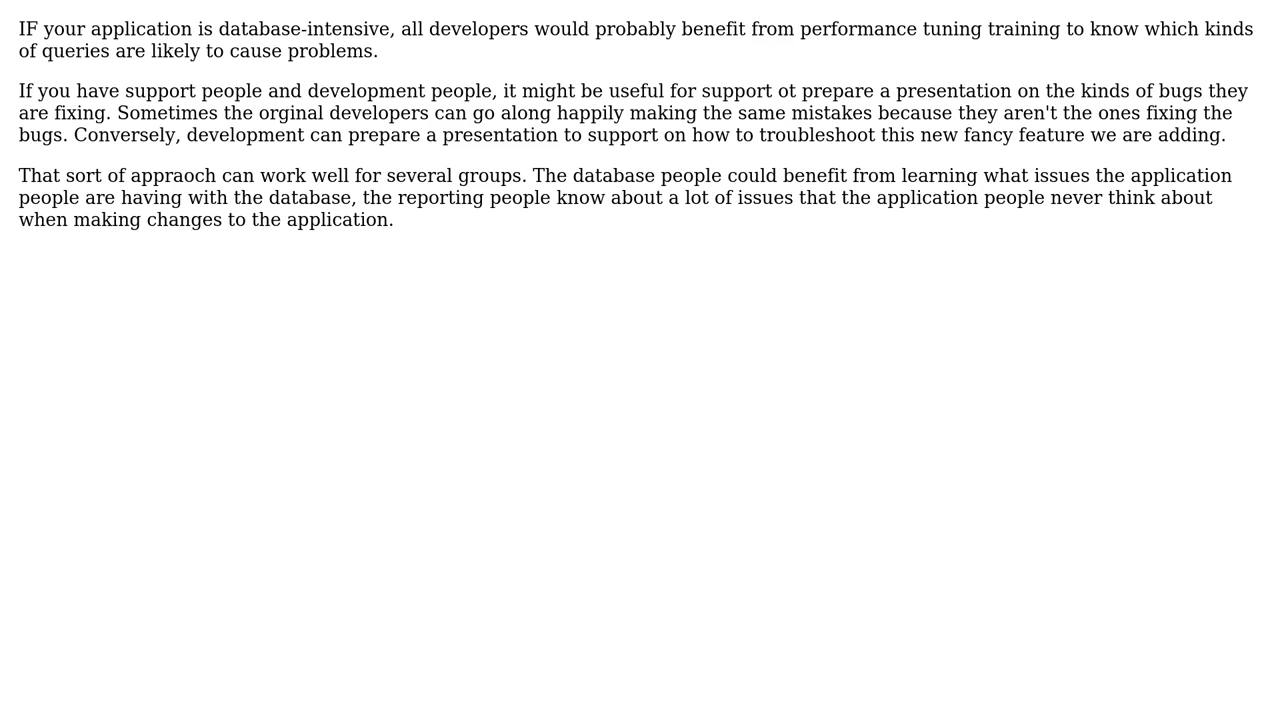 IF your application is database-intensive, all developers would probably benefit from performance tuning training to know which kinds
of queries are likely to cause problems.
If you have support people and development people, it might be useful for support ot prepare a presentation on the kinds of bugs they
are fixing. Sometimes the orginal developers can go along happily making the same mistakes because they aren't the ones fixing the
bugs. Conversely, development can prepare a presentation to support on how to troubleshoot this new fancy feature we are adding.
That sort of appraoch can work well for several groups. The database people could benefit from learning what issues the application
people are having with the database, the reporting people know about a lot of issues that the application people never think about
when making changes to the application.